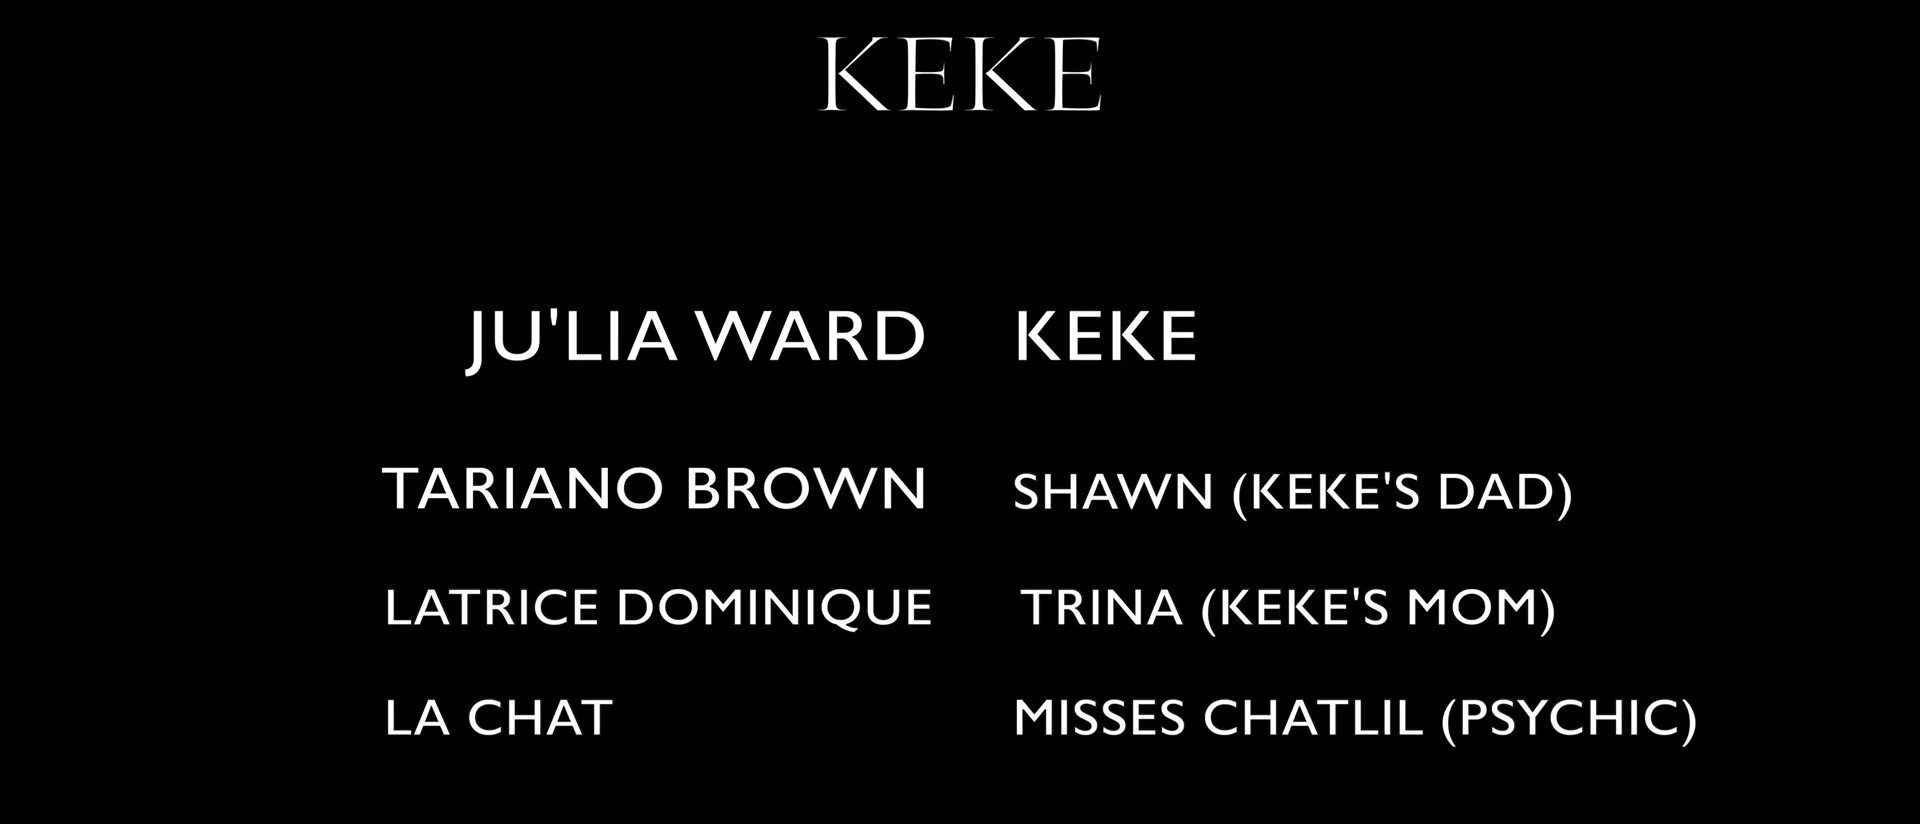 KEKE
JU'LIA WARD KEKE
TARIANO BROWN SHAWN (KEKE'S DAD)
LATRICE DOMINIQUE TRINA (KEKE'S MOM)
LA CHAT MISSES CHATLIL (PSYCHIC)